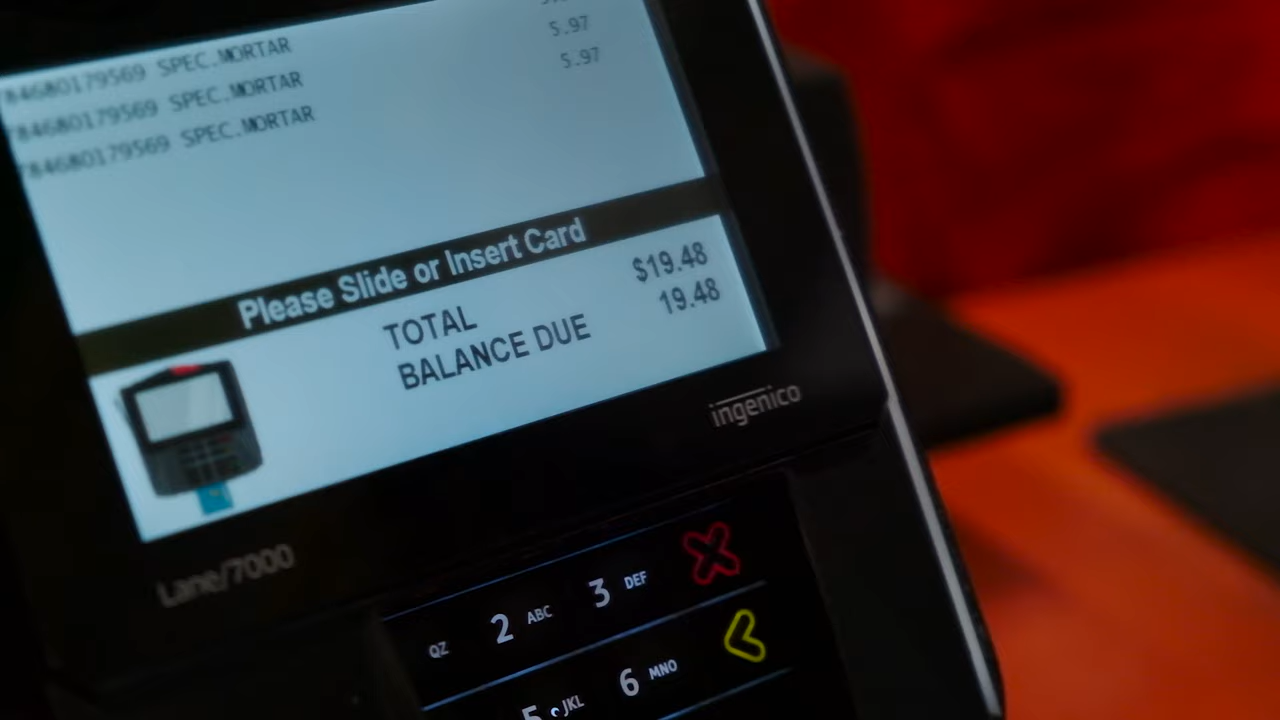 84680179569 SPEC.MORTAR
84680179569 SPEC.MORTAR 5.97
84680179569 SPEC.MORTAR 5.97
Please Slide or Insert Card
TOTAL $19.48
BALANCE DUE 19.48
ingenico
Lane/7000
QZ 2 ABC 3 DEF
5 JKL 6 MNO